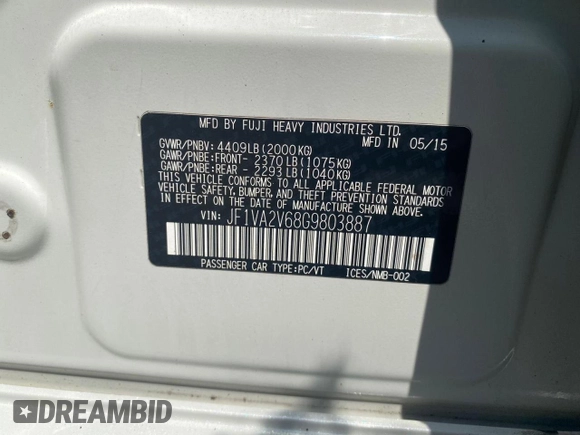 MFD BY FUJI HEAVY INDUSTRIES LTD.
MFD IN 05/15
GVWR/PNBV: 4409LB (2000KG)
GAWR/PNBE:FRONT- 2370LB (1075KG)
GAWR/PNBE:REAR - 2293LB (1040KG)
THIS VEHICLE CONFORMS TO ALL APPLICABLE FEDERAL MOTOR
VEHICLE SAFETY, BUMPER, AND THEFT PREVENTION STANDARDS
IN EFFECT ON THE DATE OF MANUFACTURE SHOWN ABOVE.
VIN: JF1VA2V68G9803887
PASSENGER CAR TYPE:PC/VT ICES/NMB-002
DREAMBID